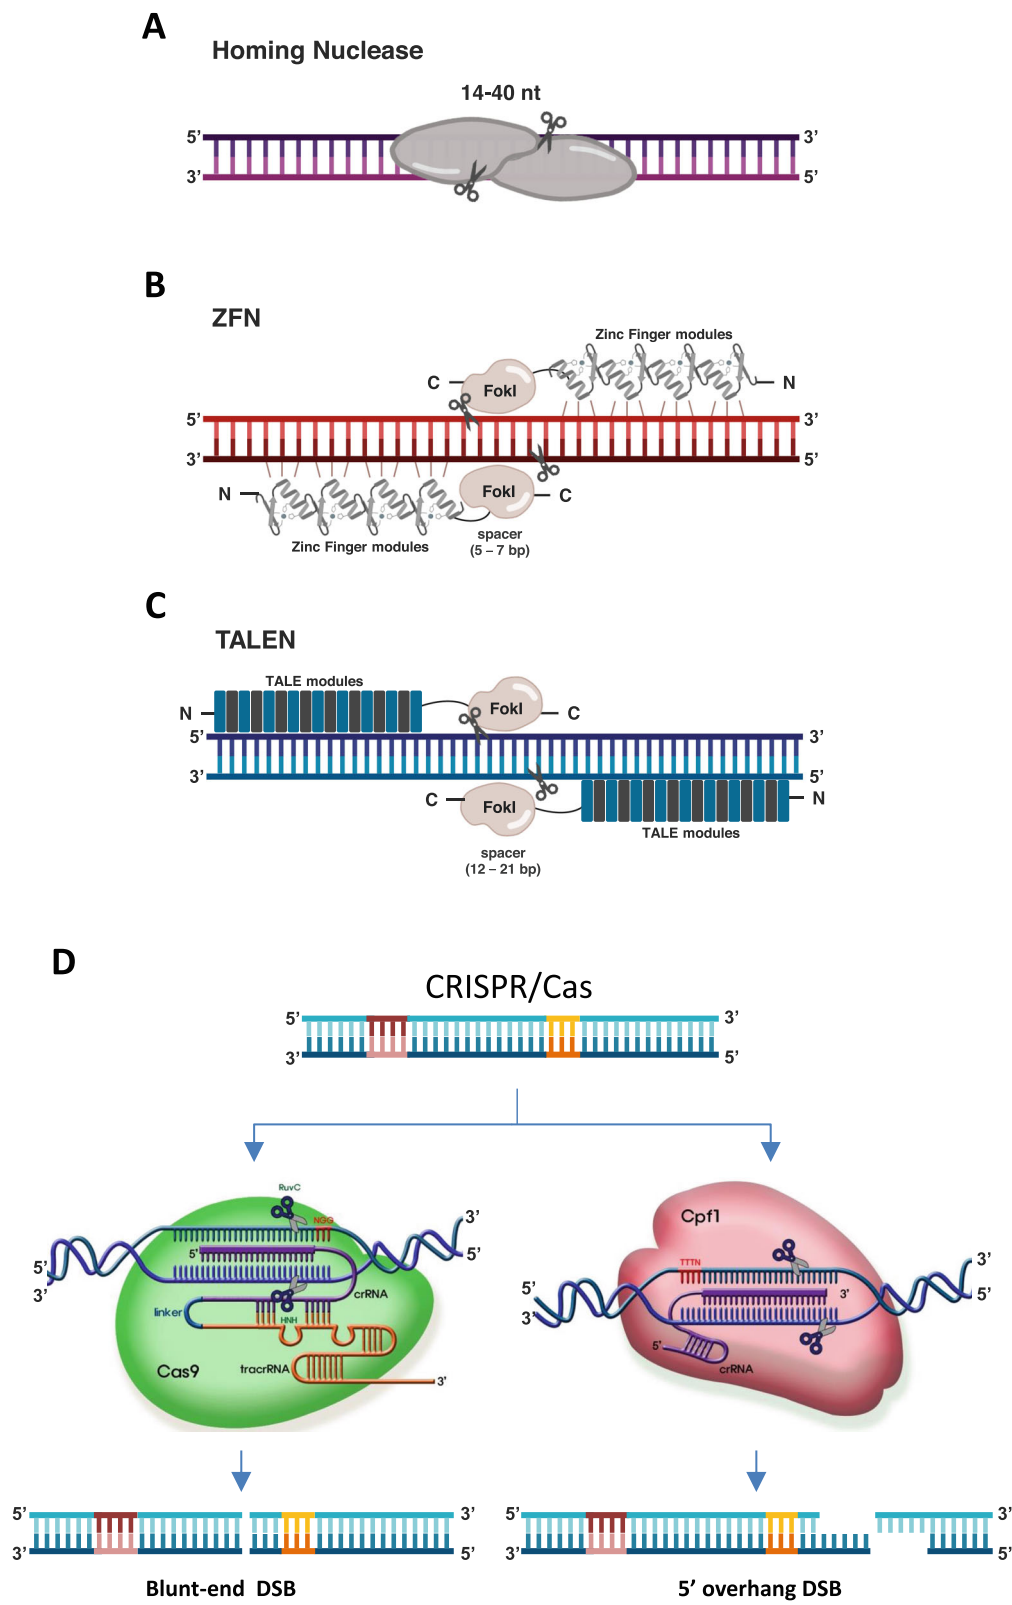 A
Homing Nuclease
14-40 nt
5’ 3’
3’ 5’
B
ZFN
Zinc Finger modules
C FokI N
5’ 3’
3’ 5’
N FokI C
Zinc Finger modules
spacer
(5 – 7 bp)
C
TALEN
TALE modules
N FokI C
5’ 3’
3’ 5’
C FokI N
TALE modules
spacer
(12 – 21 bp)
D
CRISPR/Cas
5’ 3’
3’ 5’
RuvC
NGG
3’
5’
5'
5’
3’
crRNA
linker
HNH
Cas9
tracrRNA
3’
Cpf1
TTTN
3’
5’
5’
3’
3’
5’
crRNA
5’ 3’
3’ 5’
Blunt-end DSB
5’ 3’
3’ 5’
5’ overhang DSB